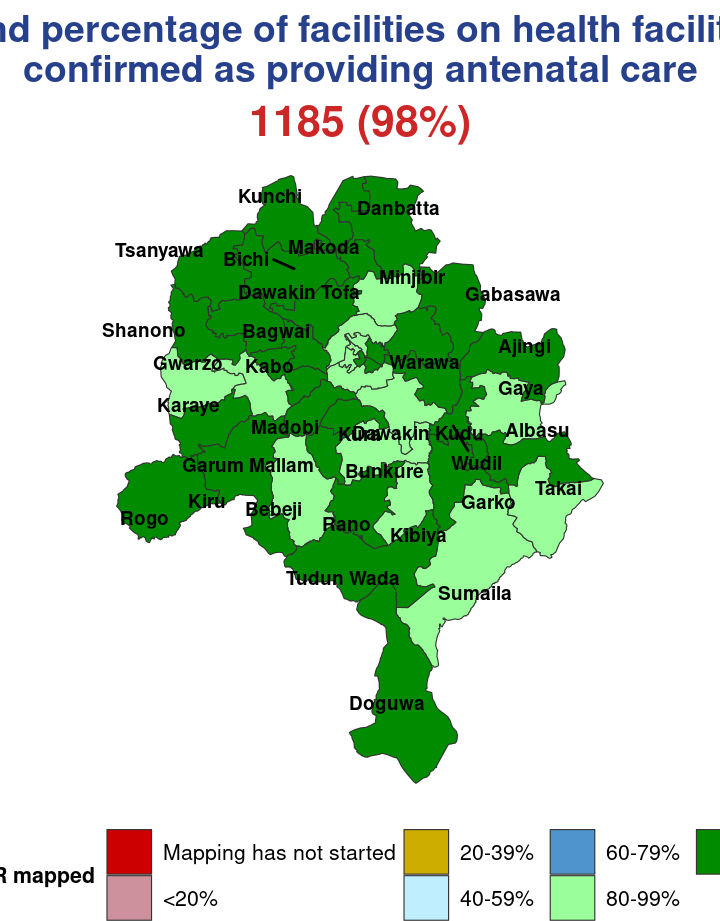 nd percentage of facilities on health facilit
confirmed as providing antenatal care
1185 (98%)
Kunchi
Danbatta
Tsanyawa
Bichi
Makoda
Minjibir
Dawakin Tofa
Gabasawa
Shanono
Bagwai
Ajingi
Gwarzo
Kabo
Warawa
Gaya
Karaye
Madobi
Kura
Dawakin Kudu
Albasu
Garum Mallam
Bunkure
Wudil
Takai
Kiru
Bebeji
Garko
Rogo
Rano
Kibiya
Tudun Wada
Sumaila
Doguwa
R mapped
Mapping has not started
20-39%
60-79%
<20%
40-59%
80-99%